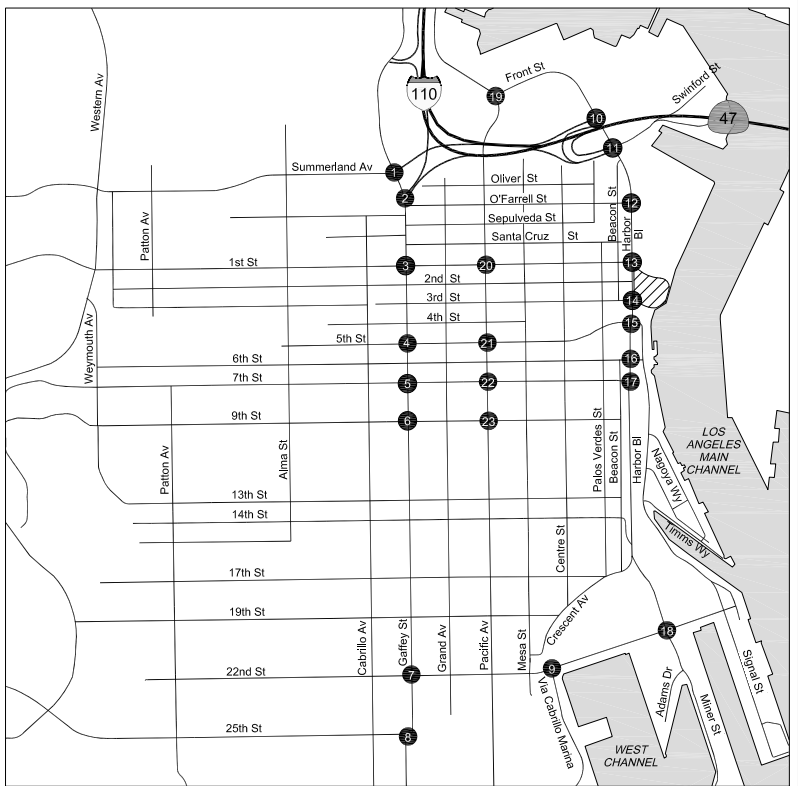 Front St
Swinford St
19
110
10
47
Western Av
11
Summerland Av
1
2
Oliver St
O'Farrell St
Sepulveda St
Santa Cruz St
Beacon St
Harbor Bl
12
Patton Av
1st St
3
20
13
2nd St
3rd St
14
4th St
15
5th St
4
21
Weymouth Av
6th St
16
7th St
5
22
17
9th St
6
23
Patton Av
Alma St
Palos Verdes St
Beacon St
Harbor Bl
Nagoya Wy
LOS
ANGELES
MAIN
CHANNEL
13th St
14th St
Timms Wy
Centre St
17th St
19th St
Crescent Av
18
Cabrillo Av
Gaffey St
Grand Av
Pacific Av
Mesa St
22nd St
7
9
Via Cabrillo Marina
Adams Dr
Miner St
Signal St
25th St
8
WEST
CHANNEL